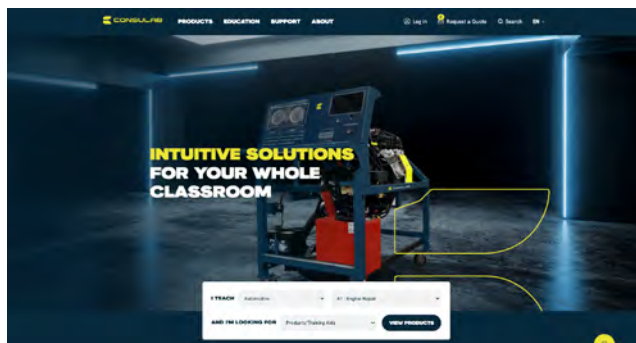 CONSULAB PRODUCTS EDUCATION SUPPORT ABOUT Log in Request a Guide Search EN
INTUITIVE SOLUTIONS
FOR YOUR WHOLE
CLASSROOM
I TEACH Automotive A1 - Engine Repair
AND I'M LOOKING FOR Products/Training Aids VIEW PRODUCTS